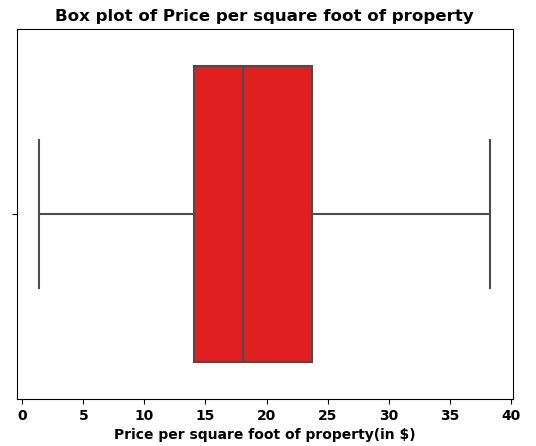 Box plot of Price per square foot of property
0 5 10 15 20 25 30 35 40
Price per square foot of property(in $)